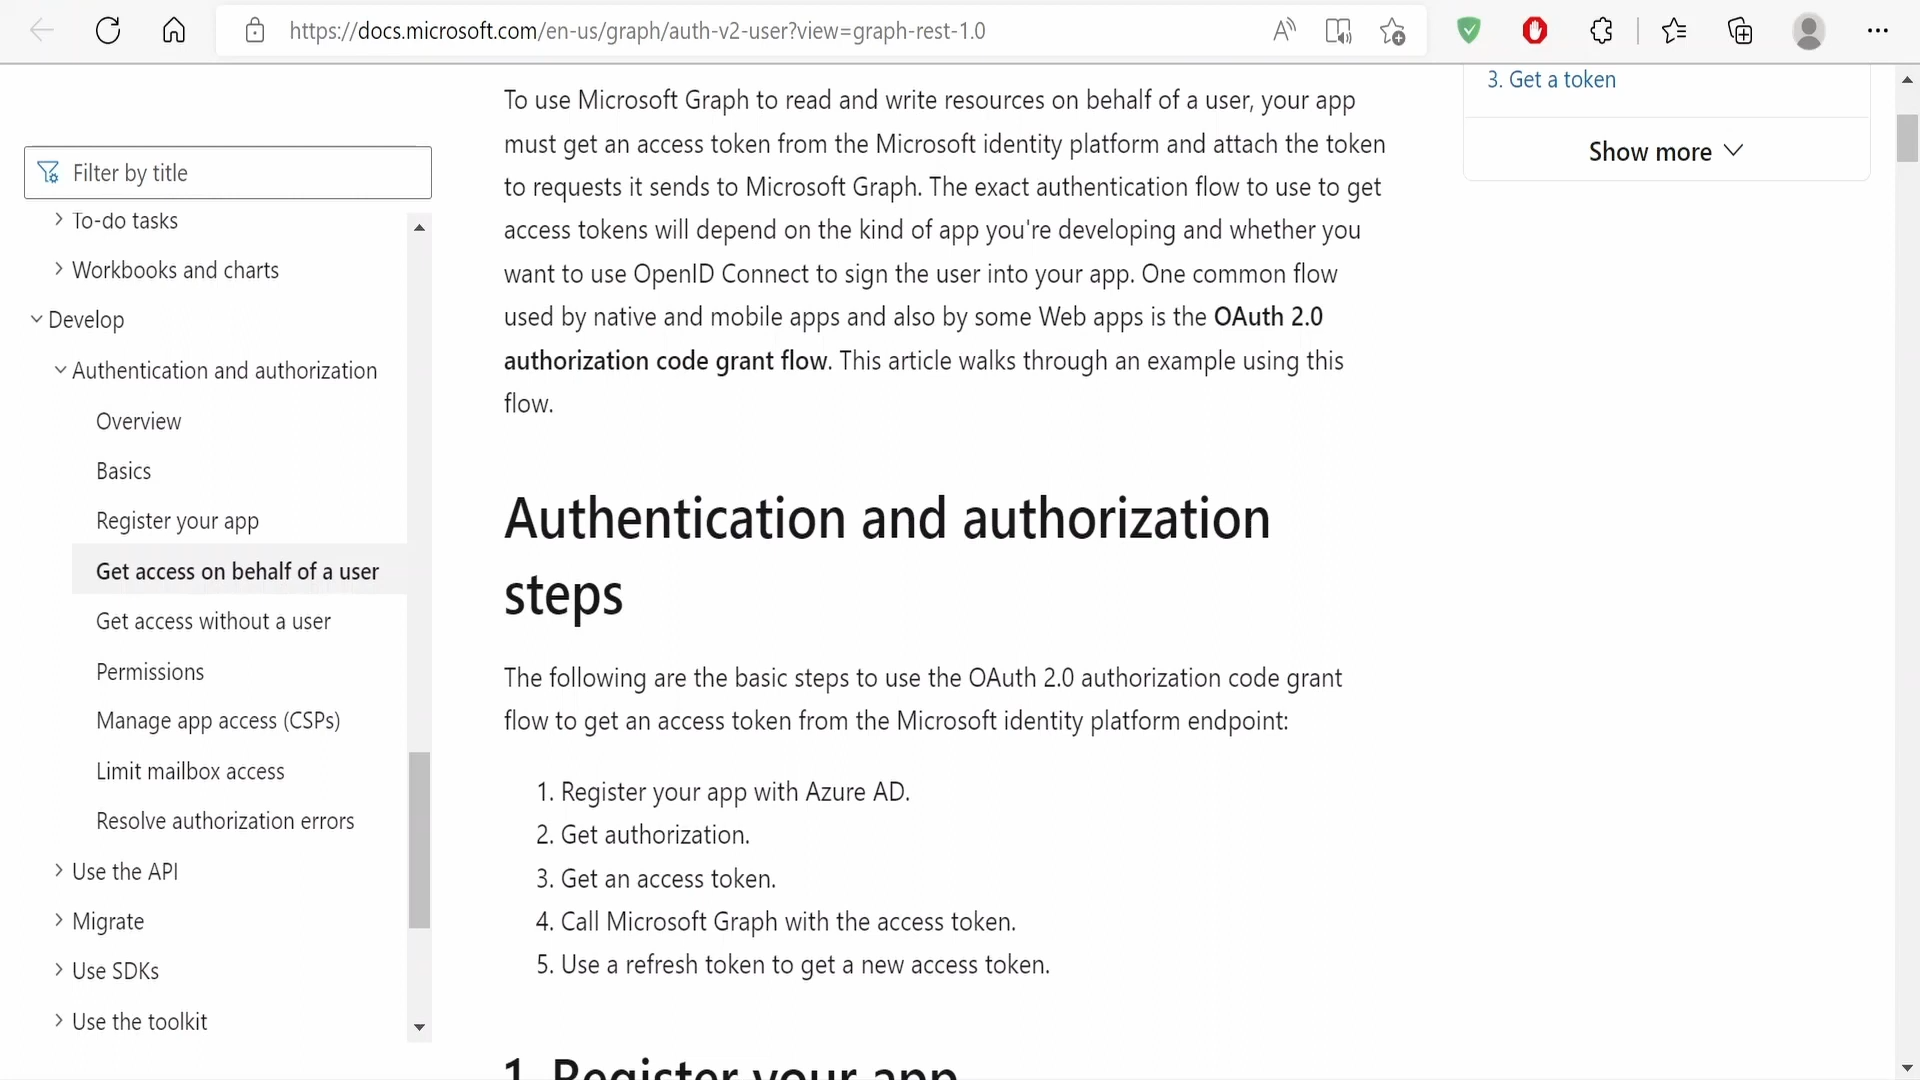 https://docs.microsoft.com/en-us/graph/auth-v2-user?view=graph-rest-1.0
Filter by title
To-do tasks
Workbooks and charts
Develop
Authentication and authorization
Overview
Basics
Register your app
Get access on behalf of a user
Get access without a user
Permissions
Manage app access (CSPs)
Limit mailbox access
Resolve authorization errors
Use the API
Migrate
Use SDKs
Use the toolkit
To use Microsoft Graph to read and write resources on behalf of a user, your app
must get an access token from the Microsoft identity platform and attach the token
to requests it sends to Microsoft Graph. The exact authentication flow to use to get
access tokens will depend on the kind of app you're developing and whether you
want to use OpenID Connect to sign the user into your app. One common flow
used by native and mobile apps and also by some Web apps is the OAuth 2.0
authorization code grant flow. This article walks through an example using this
flow.
Authentication and authorization
steps
The following are the basic steps to use the OAuth 2.0 authorization code grant
flow to get an access token from the Microsoft identity platform endpoint:
1. Register your app with Azure AD.
2. Get authorization.
3. Get an access token.
4. Call Microsoft Graph with the access token.
5. Use a refresh token to get a new access token.
1. Register your app
3. Get a token
Show more